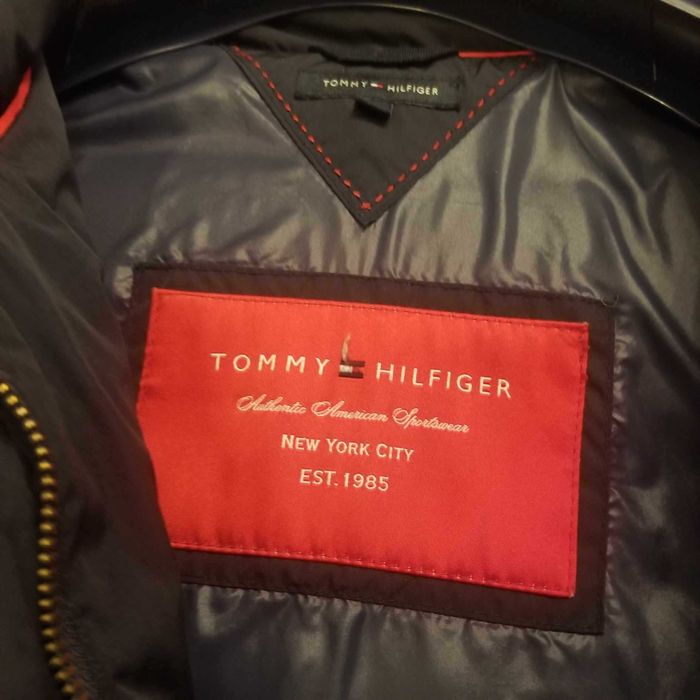 TOMMY HILFIGER
TOMMY HILFIGER
Authentic American Sportswear
NEW YORK CITY
EST. 1985